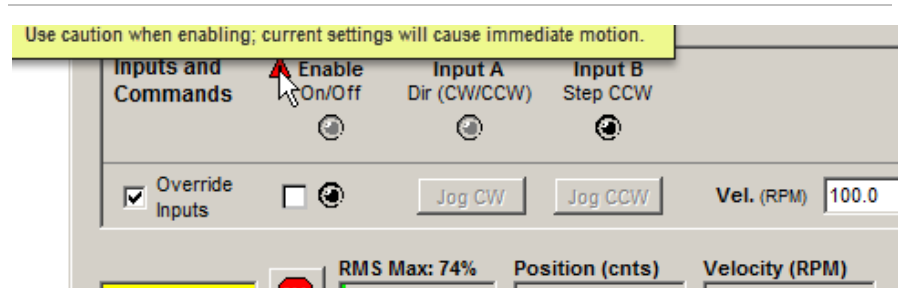 Use caution when enabling; current settings will cause immediate motion.
Inputs and Commands
Enable On/Off
Input A Dir (CW/CCW)
Input B Step CCW
Override Inputs
Jog CW
Jog CCW
Vel. (RPM)
100.0
RMS Max: 74%
Position (cnts)
Velocity (RPM)